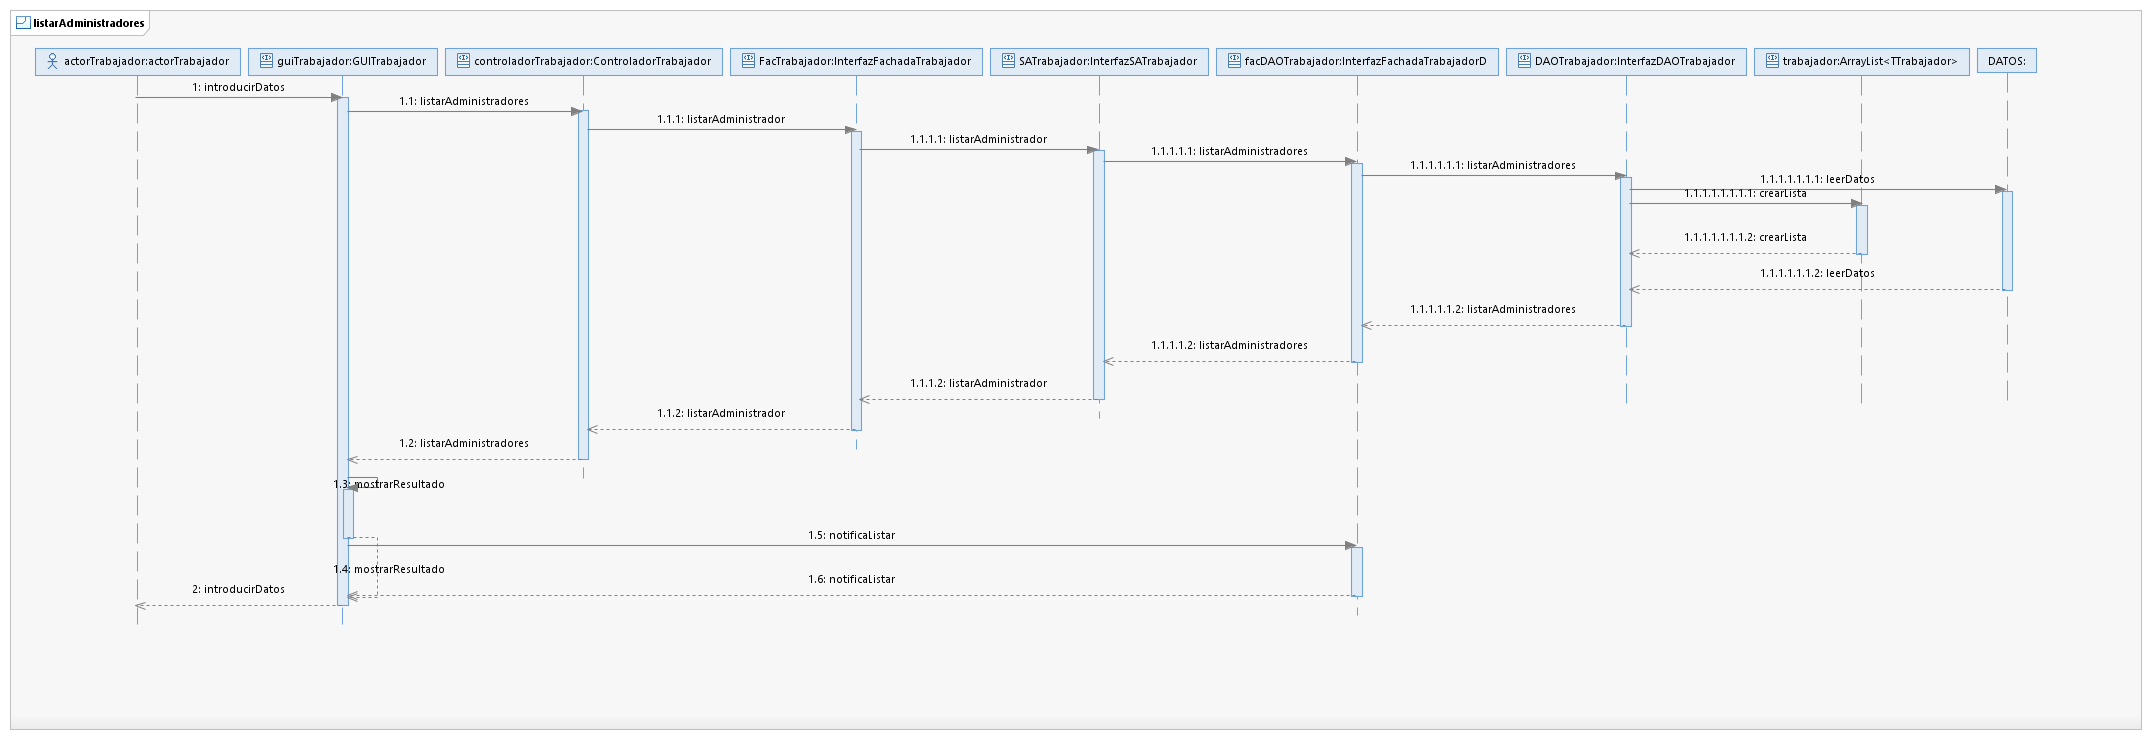 listarAdministradores
actorTrabajador:actorTrabajador
guiTrabajador:GUITrabajador
controladorTrabajador:ControladorTrabajador
FacTrabajador:InterfazFachadaTrabajador
SATrabajador:InterfazSATrabajador
facDAOTrabajador:InterfazFachadaTrabajadorD
DAOTrabajador:InterfazDAOTrabajador
trabajador:ArrayList<TTrabajador>
DATOS:
1: introducirDatos
1.1: listarAdministradores
1.1.1: listarAdministrador
1.1.1.1: listarAdministrador
1.1.1.1.1: listarAdministradores
1.1.1.1.1.1: listarAdministradores
1.1.1.1.1.1.1: leerDatos
1.1.1.1.1.1.1.1: crearLista
1.1.1.1.1.1.1.2: crearLista
1.1.1.1.1.1.2: leerDatos
1.1.1.1.1.2: listarAdministradores
1.1.1.1.2: listarAdministradores
1.1.1.2: listarAdministrador
1.1.2: listarAdministrador
1.2: listarAdministradores
1.3: mostrarResultado
1.5: notificaListar
1.4: mostrarResultado
1.6: notificaListar
2: introducirDatos